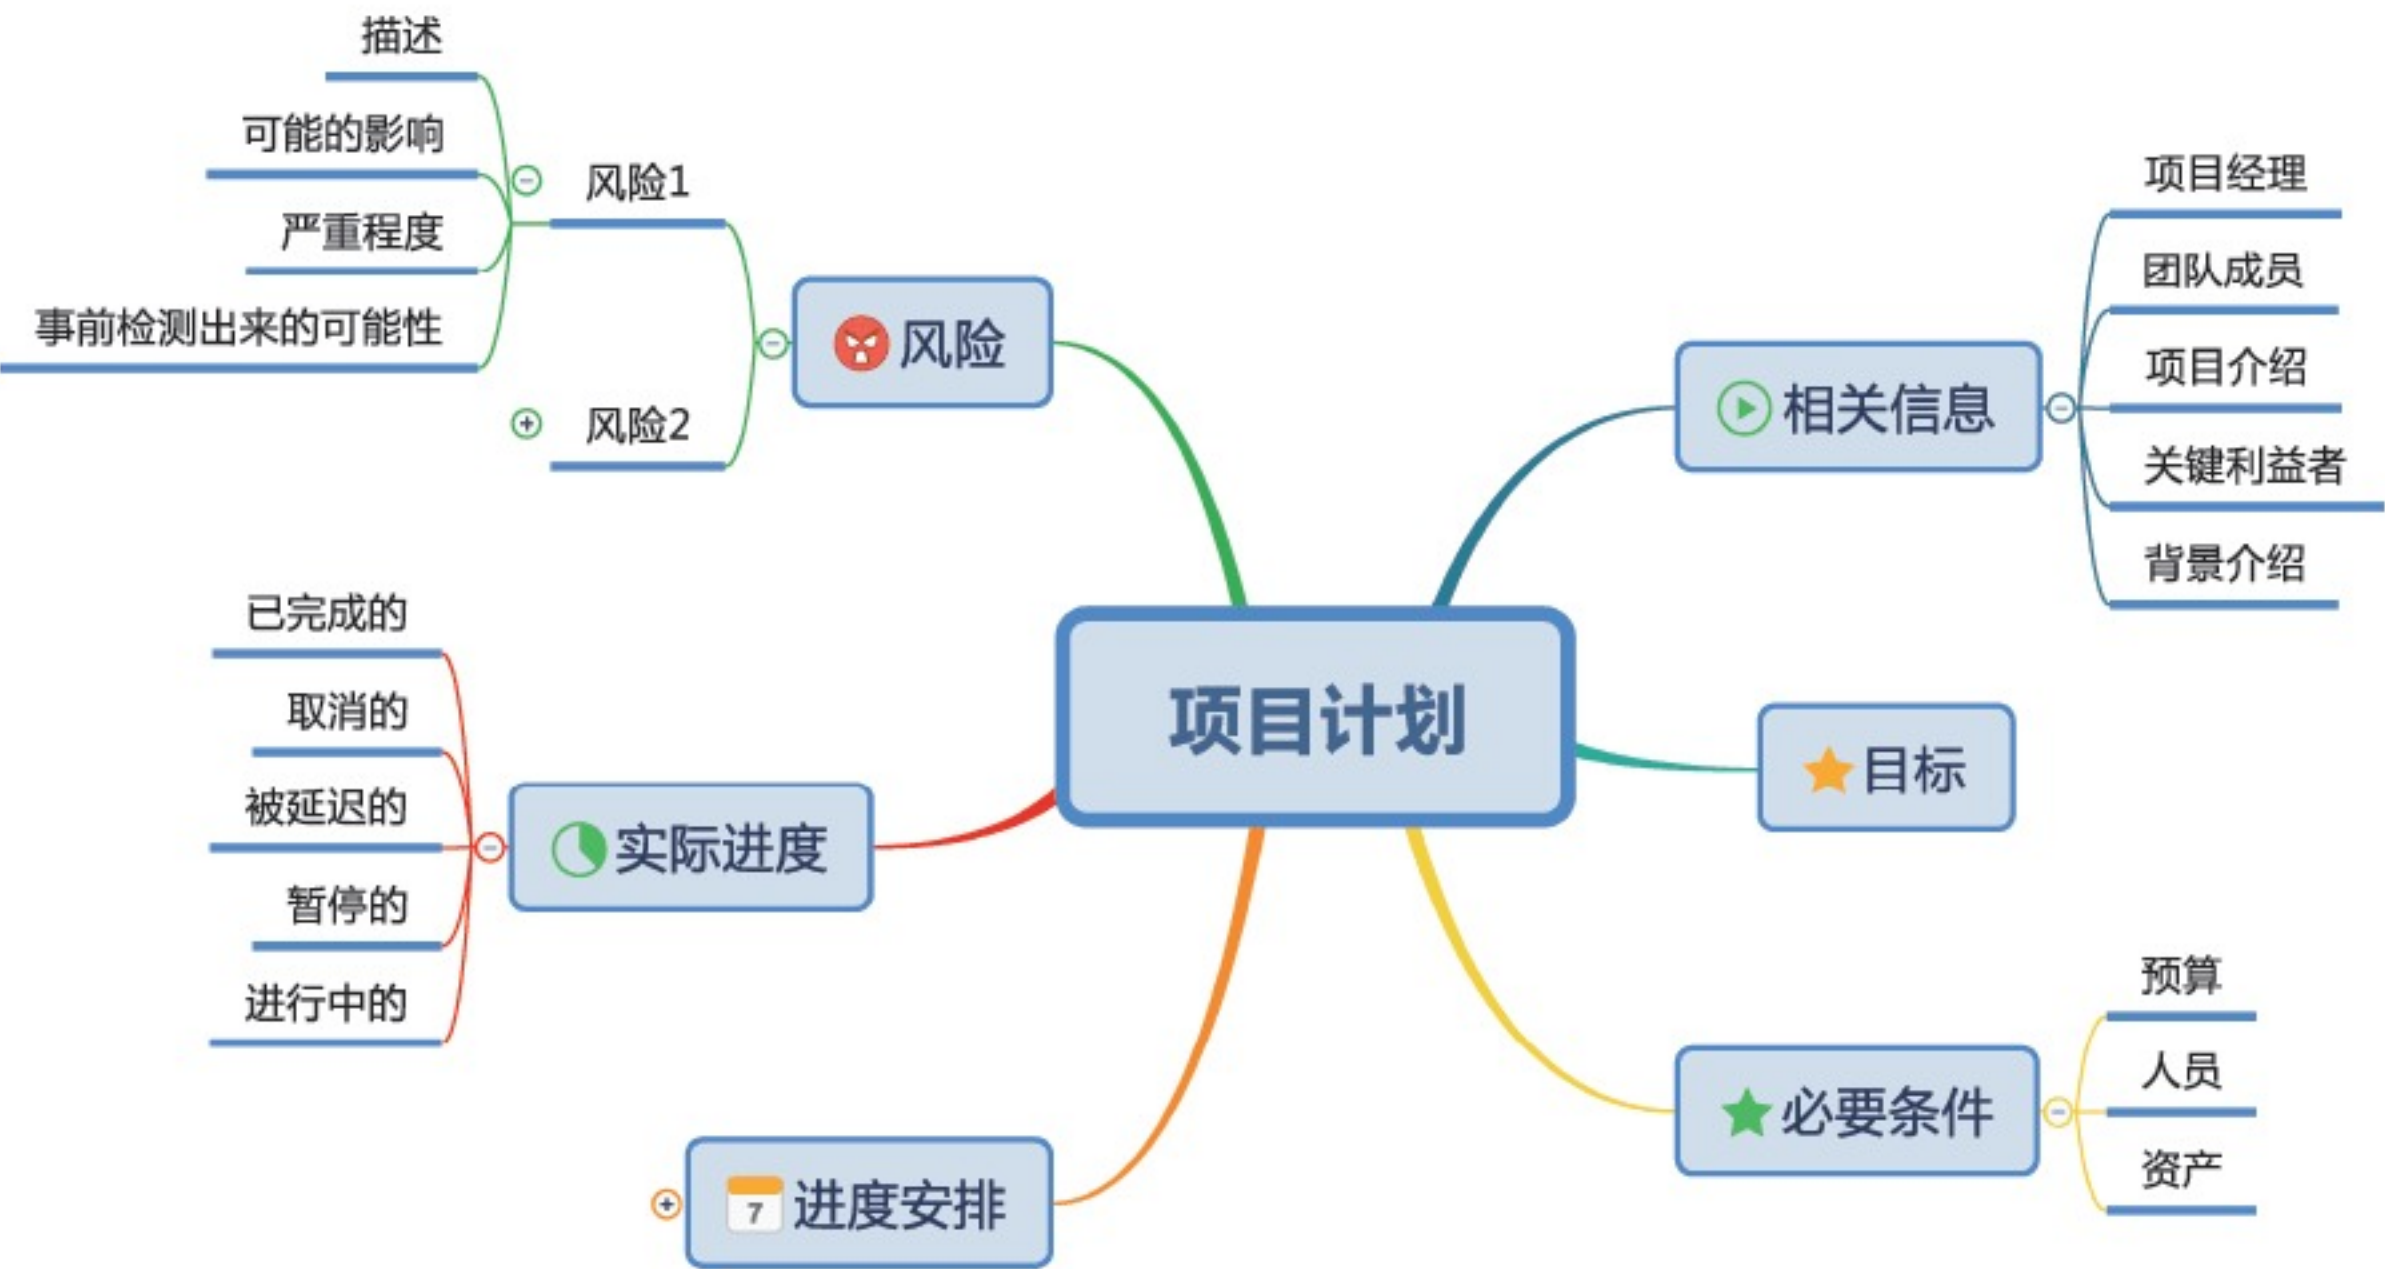 项目计划
相关信息
项目经理
团队成员
项目介绍
关键利益者
背景介绍
目标
必要条件
预算
人员
资产
风险
风险1
描述
可能的影响
严重程度
事前检测出来的可能性
风险2
实际进度
已完成的
取消的
被延迟的
暂停的
进行中的
7
进度安排